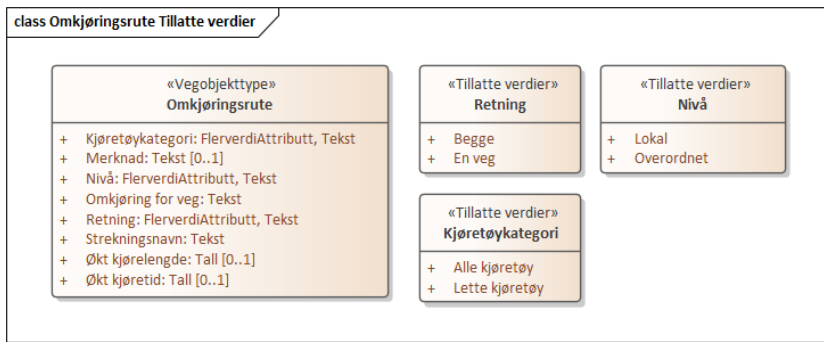 class Omkjøringsrute Tillatte verdier
«Vegobjekttype»
Omkjøringsrute
+ Kjøretøykategori: FlerverdiAttributt, Tekst
+ Merknad: Tekst [0..1]
+ Nivå: FlerverdiAttributt, Tekst
+ Omkjøring for veg: Tekst
+ Retning: FlerverdiAttributt, Tekst
+ Strekningsnavn: Tekst
+ Økt kjørelengde: Tall [0..1]
+ Økt kjøretid: Tall [0..1]
«Tillatte verdier»
Retning
+ Begge
+ En veg
«Tillatte verdier»
Nivå
+ Lokal
+ Overordnet
«Tillatte verdier»
Kjøretøykategori
+ Alle kjøretøy
+ Lette kjøretøy